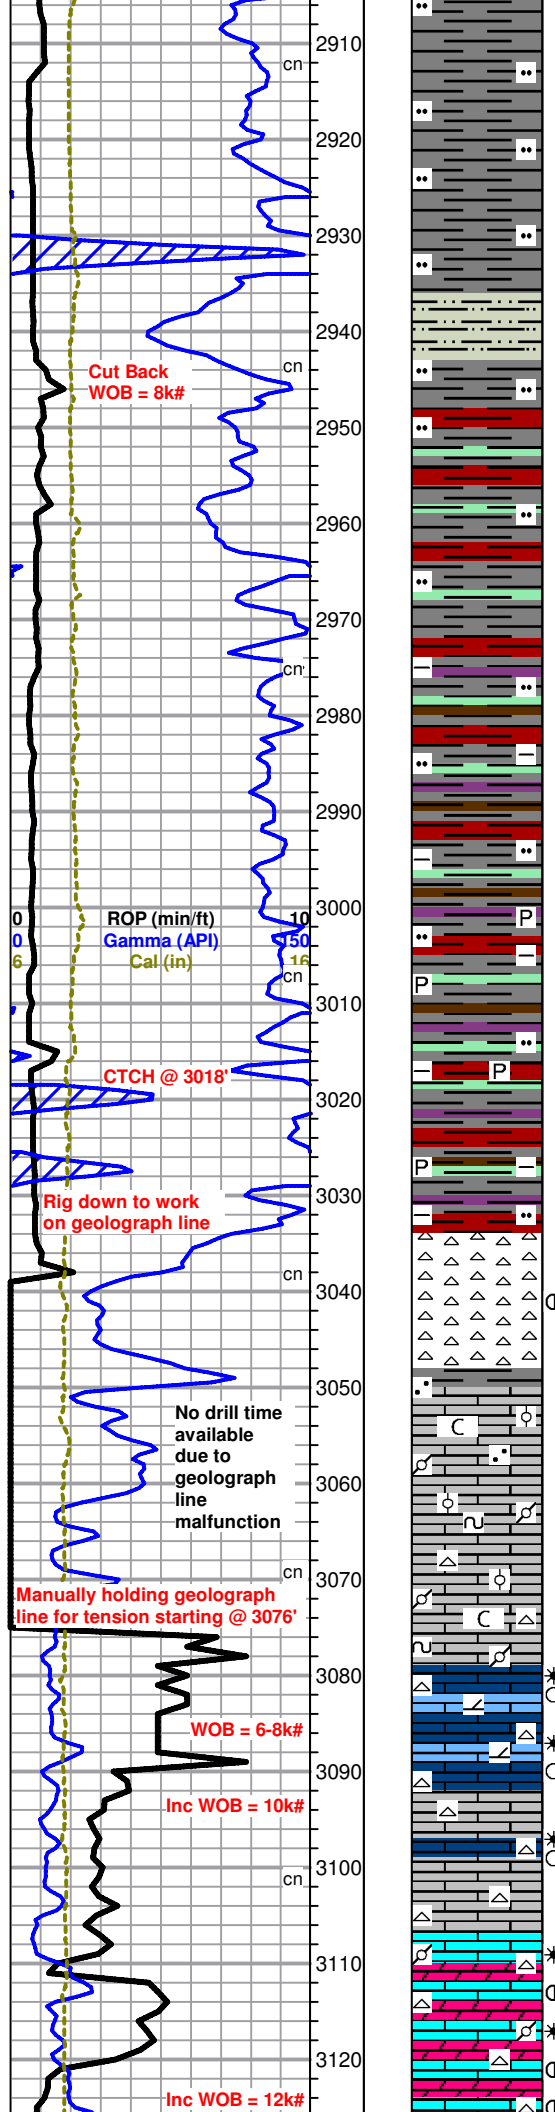 2910
cn
2920
2930
2940
cn
Cut Back
WOB = 8k#
2950
2960
2970
cn
2980
2990
3000
0 ROP (min/ft) 10
0 Gamma (API) 150
6 Cal (in) 16
P
cn
P
3010
CTCH @ 3018'
P
3020
P
3030
Rig down to work
on geolograph line
cn
3040
3050
No drill time
available
due to
geolograph
line
malfunction
C
3060
cn
3070
Manually holding geolograph
line for tension starting @ 3076'
C
3080
WOB = 6-8k#
3090
Inc WOB = 10k#
3100
cn
3110
3120
Inc WOB = 12k#